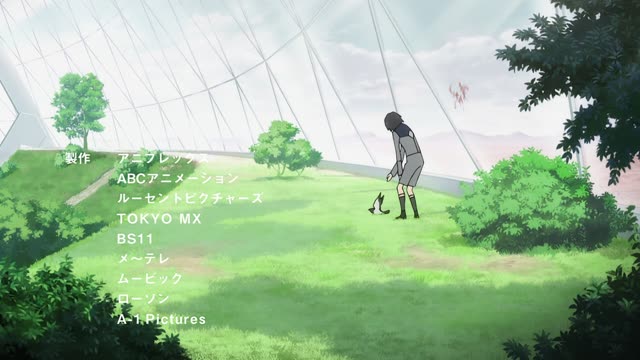 製作 アニプレックス
ABCアニメーション
ルーセントピクチャーズ
TOKYO MX
BS11
メ～テレ
ムービック
ローソン
A-1 Pictures